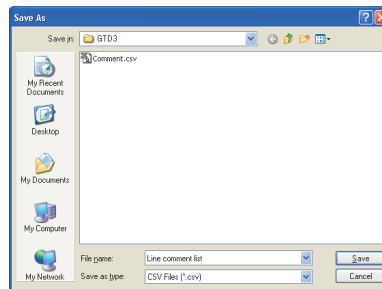 Save As
Save in: GTD3
Comment.csv
My Recent
Documents
Desktop
My Documents
My Computer
My Network
File name: Line comment list Save
Save as type: CSV Files (*.csv) Cancel